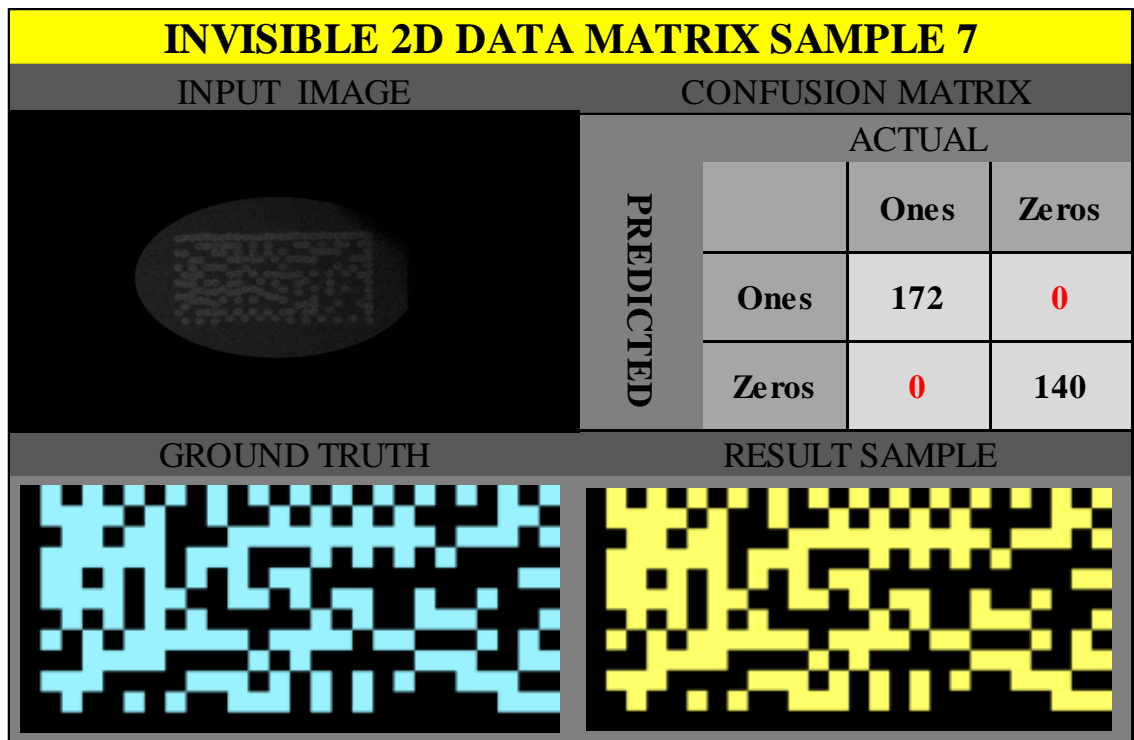 INVISIBLE 2D DATA MATRIX SAMPLE 7
INPUT IMAGE
CONFUSION MATRIX
ACTUAL
PREDICTED
Ones Zeros
Ones 172 0
Zeros 0 140
GROUND TRUTH
RESULT SAMPLE